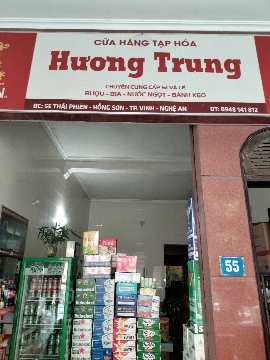 CỬA HÀNG TẠP HÓA
Hương Trung
CHUYÊN CUNG CẤP SỈ VÀ LẺ
RƯỢU - BIA - NƯỚC NGỌT - BÁNH KẸO
ĐC: 55 THÁI PHIÊN - HỒNG SƠN - TP. VINH - NGHỆ AN
ĐT: 0948 141 812
55